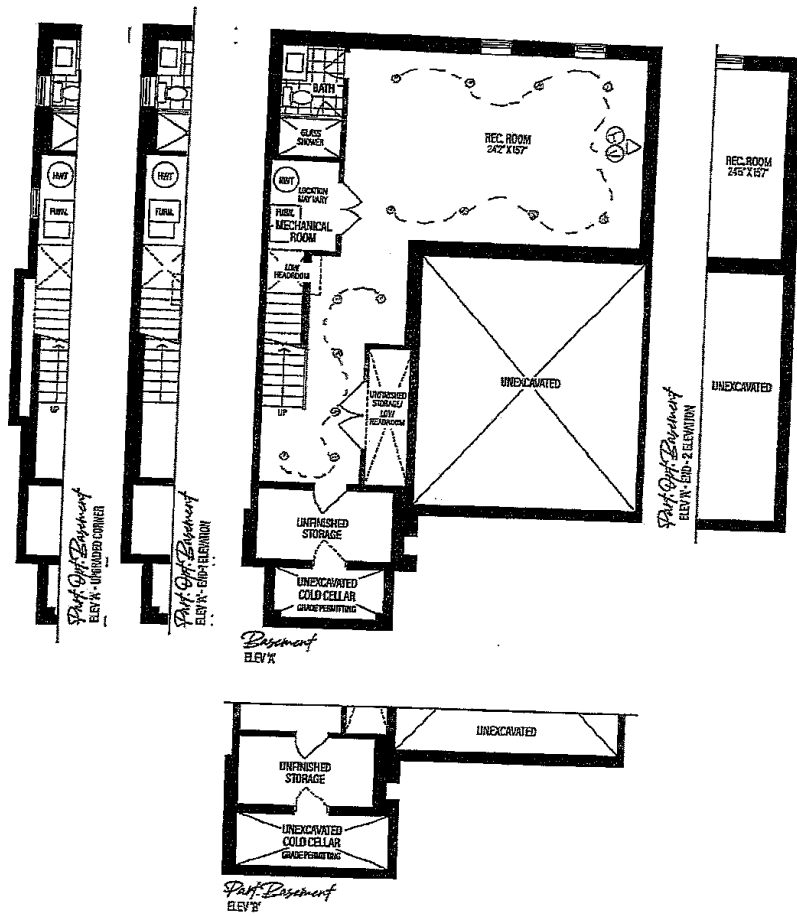 HWT
FURN.
UP
Part. Opt. Basement
ELEV 'A' - UPGRADED CORNER
HWT
FURN.
Part. Opt. Basement
ELEV 'A' - END-1 ELEVATION
BATH
GLASS
SHOWER
HWT
LOCATION
MAY VARY
FURN.
MECHANICAL
ROOM
LOW
HEADROOM
UP
REC. ROOM
24'2" X 15'7"
UNFINISHED
STORAGE/
LOW
HEADROOM
UNEXCAVATED
UNFINISHED
STORAGE
UNEXCAVATED
COLD CELLAR
GRADE PERMITTING
Basement
ELEV 'A'
REC. ROOM
24'6" X 15'7"
UNEXCAVATED
Part. Opt. Basement
ELEV 'A' - END - 2 ELEVATION
UNEXCAVATED
UNFINISHED
STORAGE
UNEXCAVATED
COLD CELLAR
GRADE PERMITTING
Part. Basement
ELEV 'B'